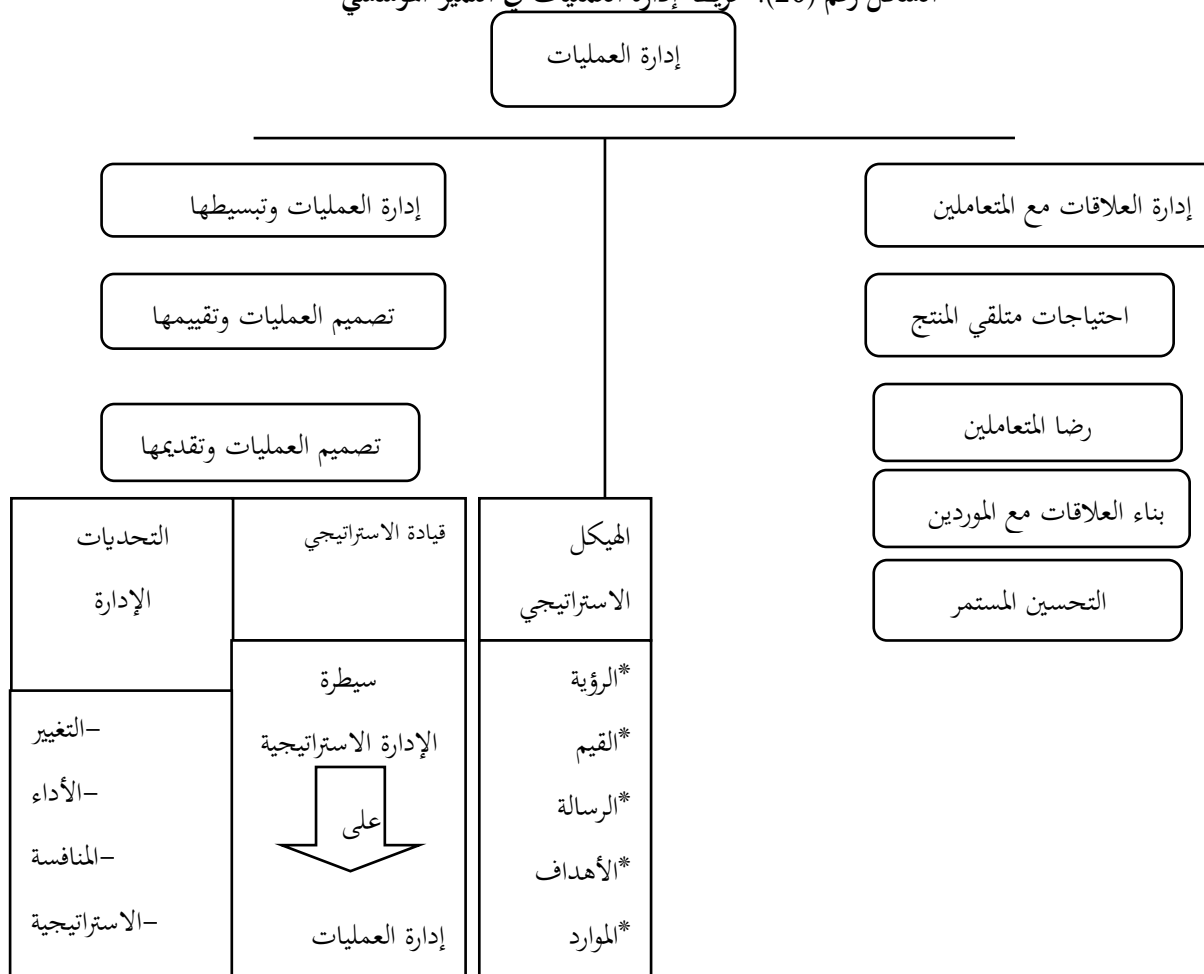 إدارة العمليات
إدارة العلاقات مع المتعاملين
احتياجات متلقي المنتج
رضا المتعاملين
بناء العلاقات مع الموردين
التحسين المستمر
إدارة العمليات وتبسيطها
تصميم العمليات وتقييمها
تصميم العمليات وتقديمها
الهيكل
الاستراتيجي
*الرؤية
*القيم
*الرسالة
*الأهداف
*الموارد
قيادة الاستراتيجي
سيطرة
الإدارة الاستراتيجية
على
إدارة العمليات
التحديات
الإدارة
-التغيير
-الأداء
-المنافسة
-الاستراتيجية